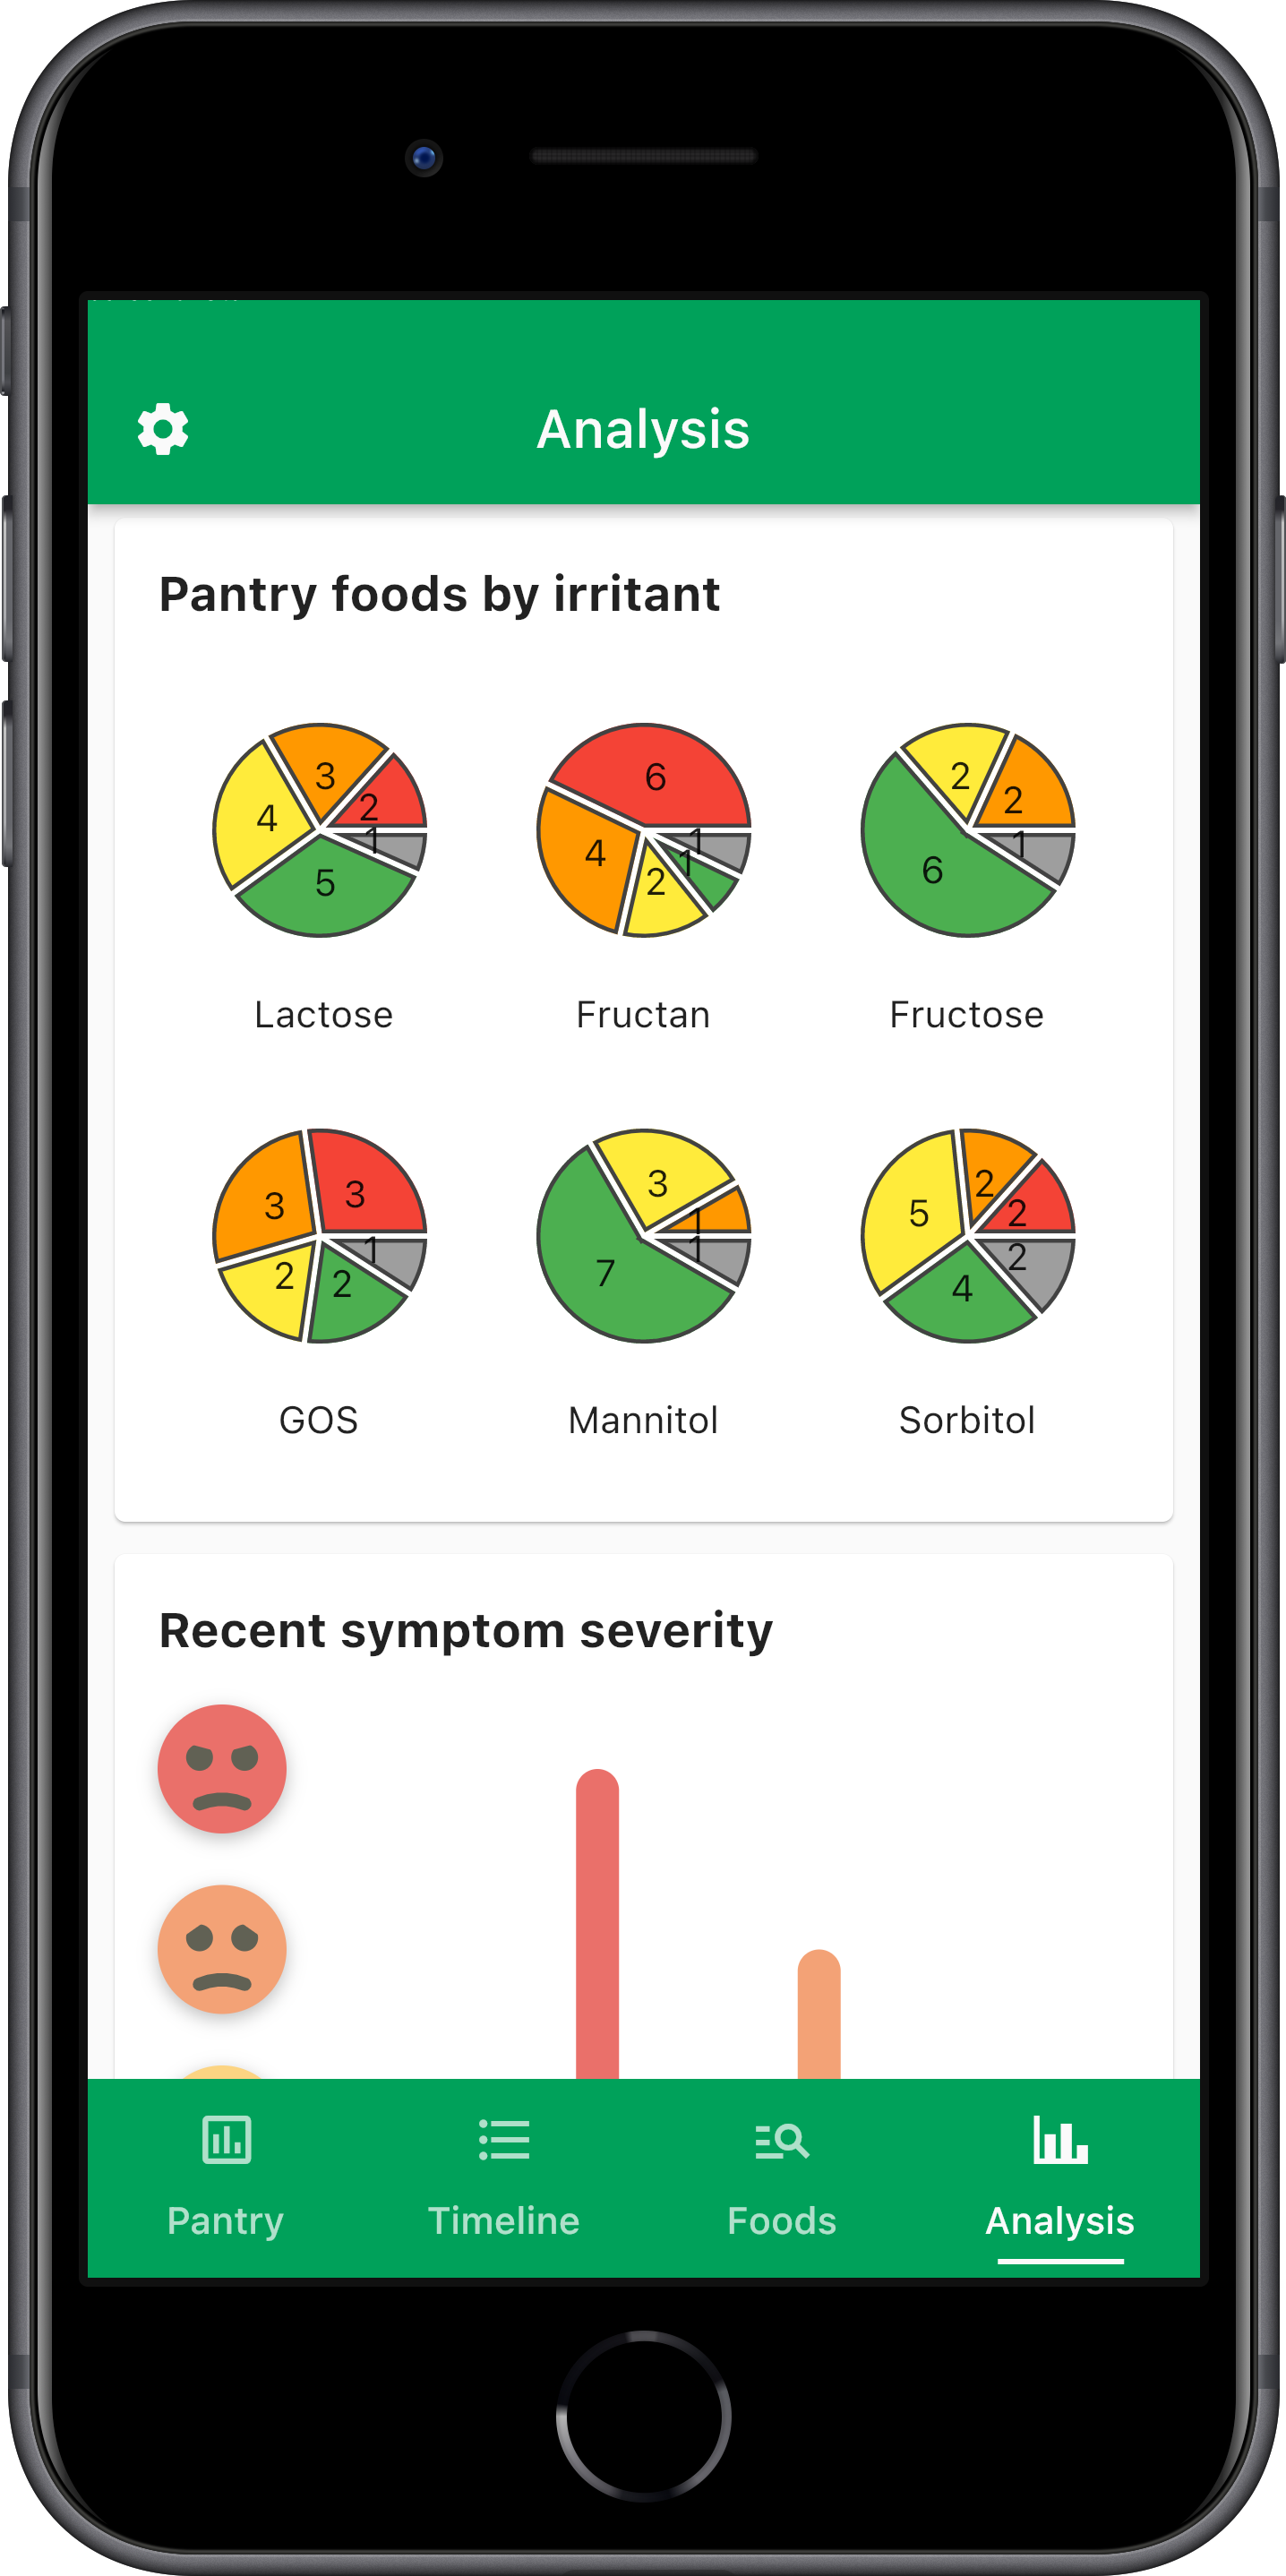 Analysis
Pantry foods by irritant
3
4
2
1
5
6
4
1
1
2
2
2
1
6
Lactose
Fructan
Fructose
3
3
1
2
2
3
1
1
7
2
5
2
2
4
GOS
Mannitol
Sorbitol
Recent symptom severity
Pantry
Timeline
Foods
Analysis